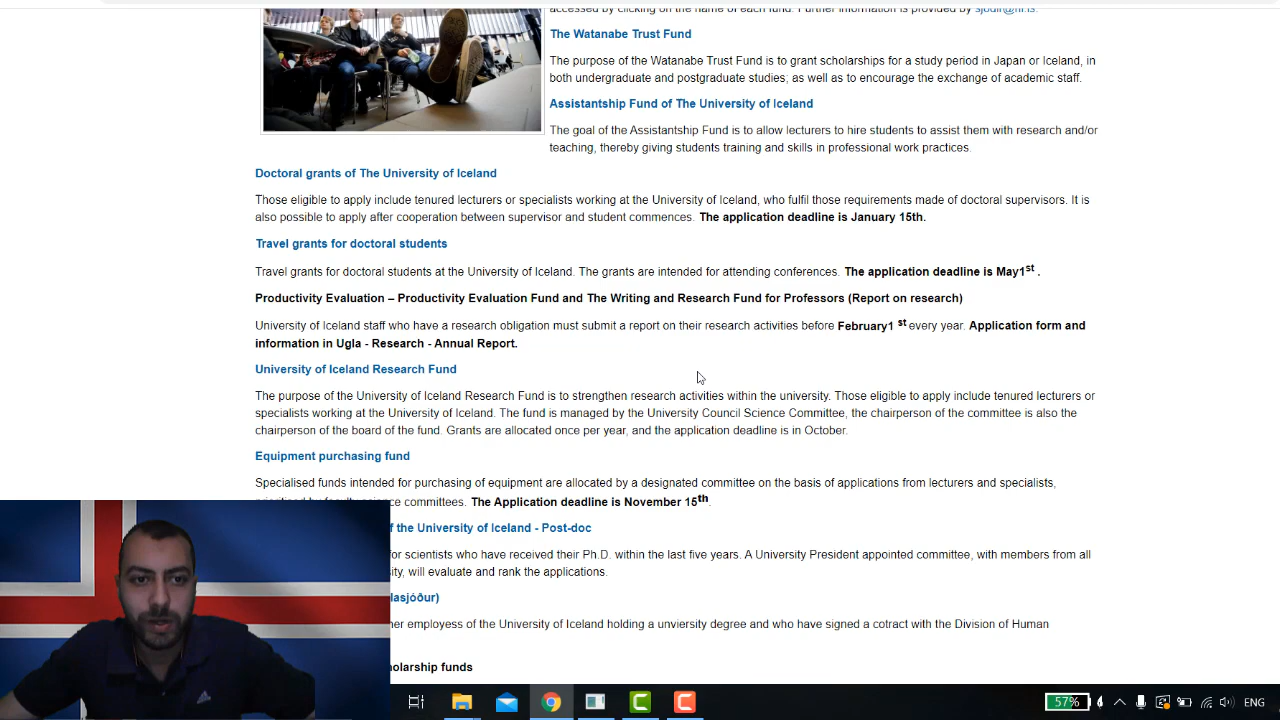 accessed by clicking on the name of each fund. Further information is provided by sjodir@hi.is.
The Watanabe Trust Fund
The purpose of the Watanabe Trust Fund is to grant scholarships for a study period in Japan or Iceland, in
both undergraduate and postgraduate studies; as well as to encourage the exchange of academic staff.
Assistantship Fund of The University of Iceland
The goal of the Assistantship Fund is to allow lecturers to hire students to assist them with research and/or
teaching, thereby giving students training and skills in professional work practices.
Doctoral grants of The University of Iceland
Those eligible to apply include tenured lecturers or specialists working at the University of Iceland, who fulfil those requirements made of doctoral supervisors. It is
also possible to apply after cooperation between supervisor and student commences. The application deadline is January 15th.
Travel grants for doctoral students
Travel grants for doctoral students at the University of Iceland. The grants are intended for attending conferences. The application deadline is May1st .
Productivity Evaluation – Productivity Evaluation Fund and The Writing and Research Fund for Professors (Report on research)
University of Iceland staff who have a research obligation must submit a report on their research activities before February1 st every year. Application form and
information in Ugla - Research - Annual Report.
University of Iceland Research Fund
The purpose of the University of Iceland Research Fund is to strengthen research activities within the university. Those eligible to apply include tenured lecturers or
specialists working at the University of Iceland. The fund is managed by the University Council Science Committee, the chairperson of the committee is also the
chairperson of the board of the fund. Grants are allocated once per year, and the application deadline is in October.
Equipment purchasing fund
Specialised funds intended for purchasing of equipment are allocated by a designated committee on the basis of applications from lecturers and specialists,
committees. The Application deadline is November 15th.
of the University of Iceland - Post-doc
for scientists who have received their Ph.D. within the last five years. A University President appointed committee, with members from all
will evaluate and rank the applications.
employess of the University of Iceland holding a unviersity degree and who have signed a cotract with the Division of Human
funds
57%
ENG